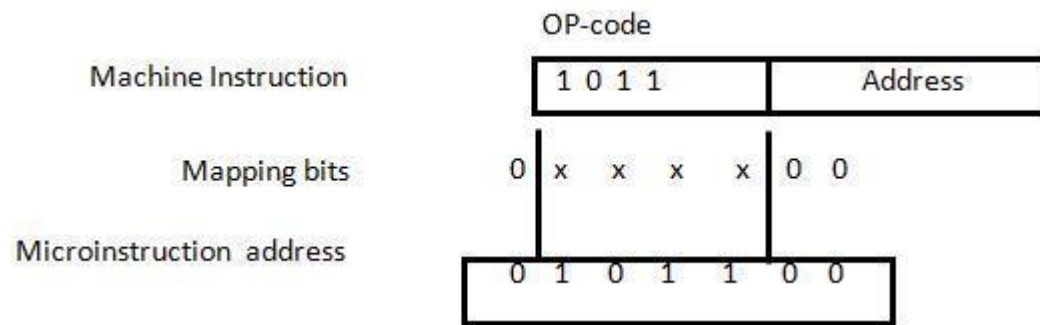 OP-code
Machine Instruction 1 0 1 1 Address
Mapping bits 0 x x x x 0 0
Microinstruction address 0 1 0 1 1 0 0